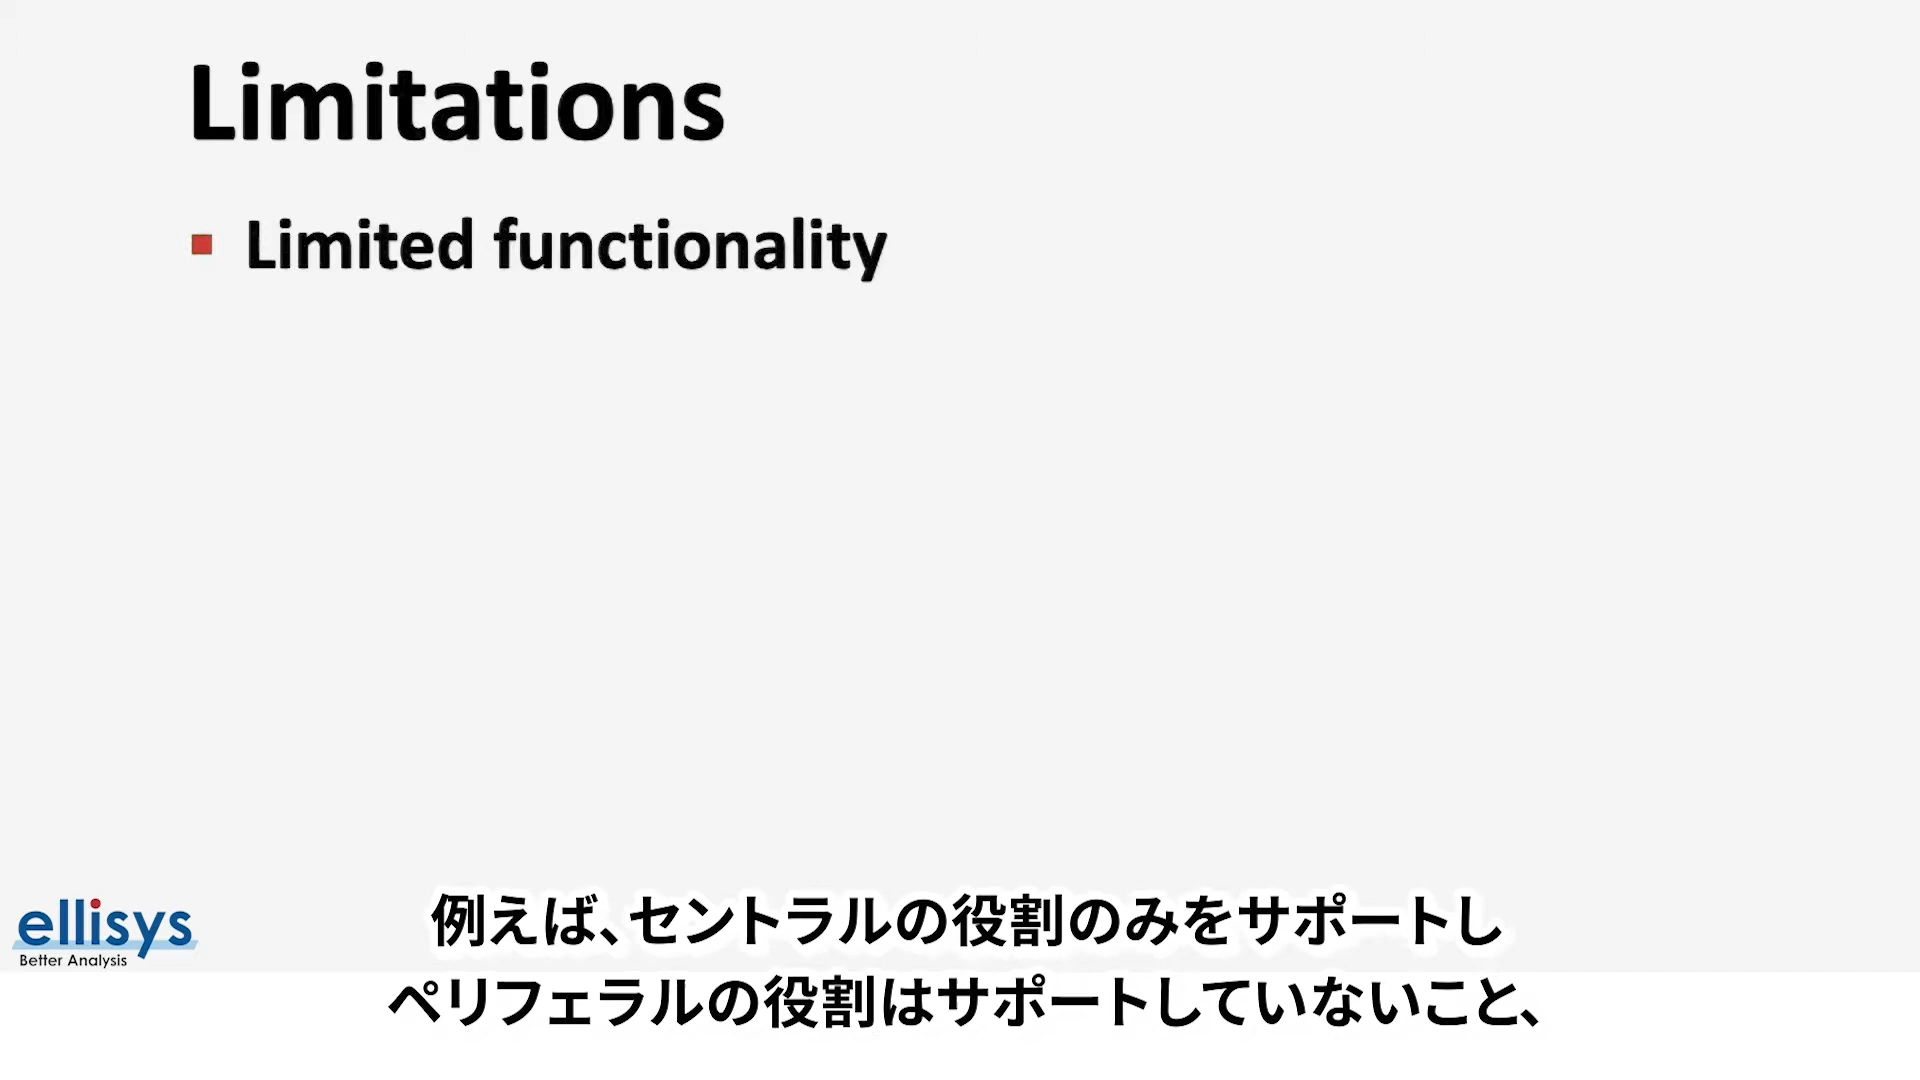 Limitations
Limited functionality
ellisys
Better Analysis
例えば、セントラルの役割のみをサポートし
ペリフェラルの役割はサポートしていないこと、